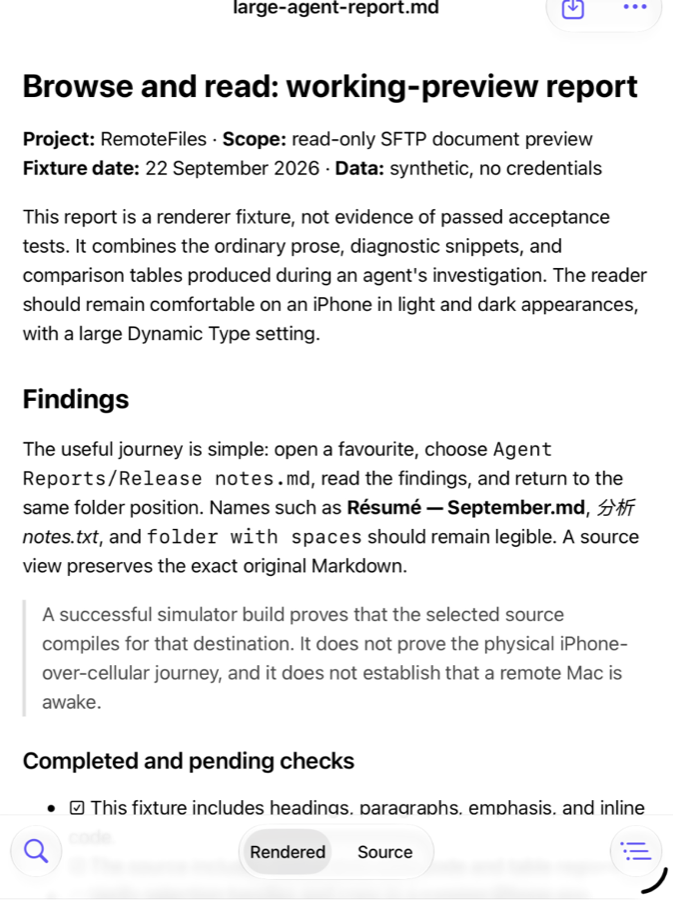 large-agent-report.md
Browse and read: working-preview report
Project: RemoteFiles · Scope: read-only SFTP document preview
Fixture date: 22 September 2026 · Data: synthetic, no credentials
This report is a renderer fixture, not evidence of passed acceptance
tests. It combines the ordinary prose, diagnostic snippets, and
comparison tables produced during an agent's investigation. The reader
should remain comfortable on an iPhone in light and dark appearances,
with a large Dynamic Type setting.
Findings
The useful journey is simple: open a favourite, choose Agent
Reports/Release notes.md, read the findings, and return to the
same folder position. Names such as Résumé — September.md, 分析
notes.txt, and folder with spaces should remain legible. A source
view preserves the exact original Markdown.
A successful simulator build proves that the selected source
compiles for that destination. It does not prove the physical iPhone-
over-cellular journey, and it does not establish that a remote Mac is
awake.
Completed and pending checks
• ☑ This fixture includes headings, paragraphs, emphasis, and inline
code.
Rendered Source